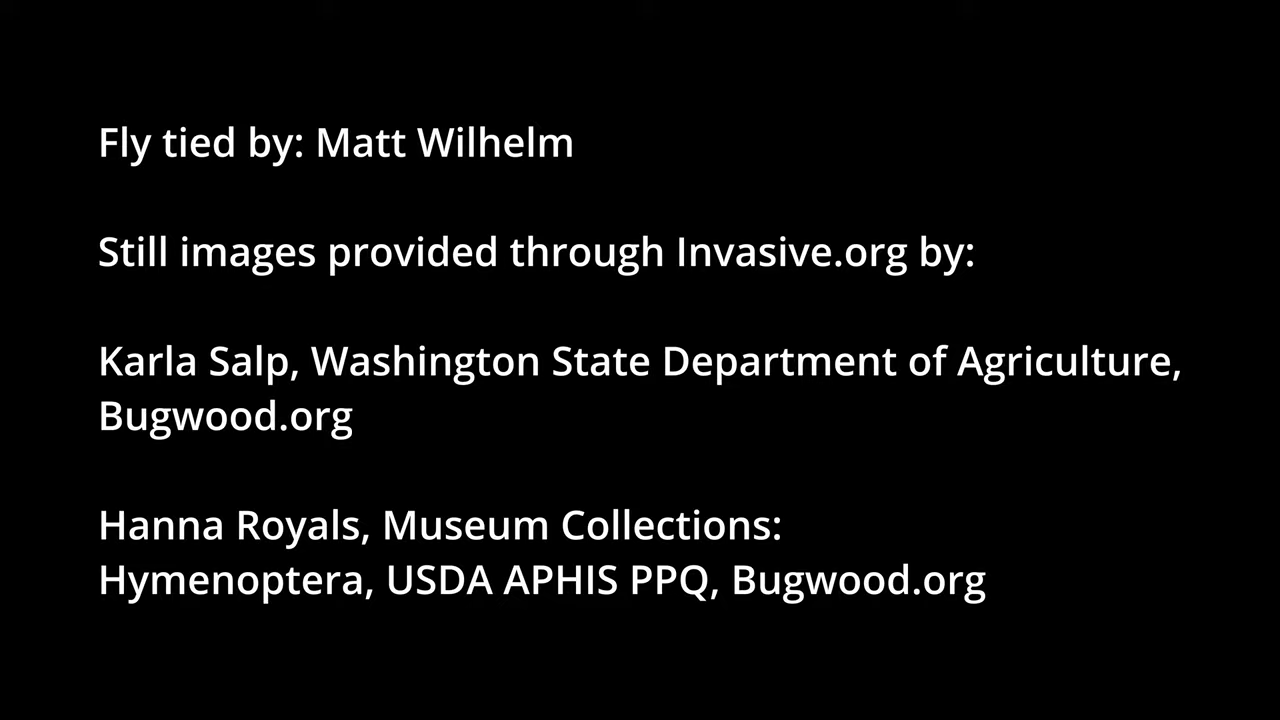 Fly tied by: Matt Wilhelm
Still images provided through Invasive.org by:
Karla Salp, Washington State Department of Agriculture,
Bugwood.org
Hanna Royals, Museum Collections:
Hymenoptera, USDA APHIS PPQ, Bugwood.org